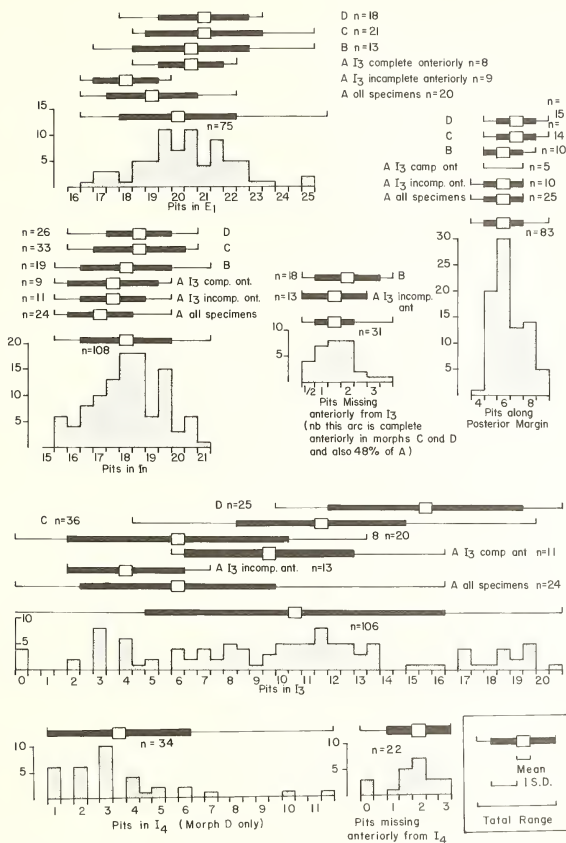 D n=18
C n=21
B n=13
A I3 complete anteriorly n=8
A I3 incomplete anteriorly n=9
A all specimens n=20
n=75
15
10
5
16 17 18 19 20 21 22 23 24 25
Pits in E1
n=
D 15
n=
C 14
B n=10
A I3 comp ant n=5
A I3 incomp. ant. n=10
A all specimens n=25
n=83
30
20
10
4 6 8
Pits along
Posterior Margin
n=26 D
n=33 C
n=19 B
n=9 A I3 comp. ant.
n=11 A I3 incomp. ant.
n=24 A all specimens
n=108
20
15
10
5
15 16 17 18 19 20 21
Pits in In
n=18 B
n=13 A I3 incomp.
ant
n=31
10
5
1/2 1 2 3
Pits Missing
anteriorly from I3
(nb this arc is complete
anteriorly in morphs C and D
and also 48% of A)
D n=25
C n=36
B n=20
A I3 comp ant n=11
A I3 incomp. ant. n=13
A all specimens n=24
n=106
10
5
0 1 2 3 4 5 6 7 8 9 10 11 12 13 14 15 16 17 18 19 20
Pits in I3
n=34
10
5
1 2 3 4 5 6 7 8 9 10 11
Pits in I4 (Morph D only)
n=22
10
5
0 1 2 3
Pits missing
anteriorly from I4
Mean
1 S.D.
Total Range